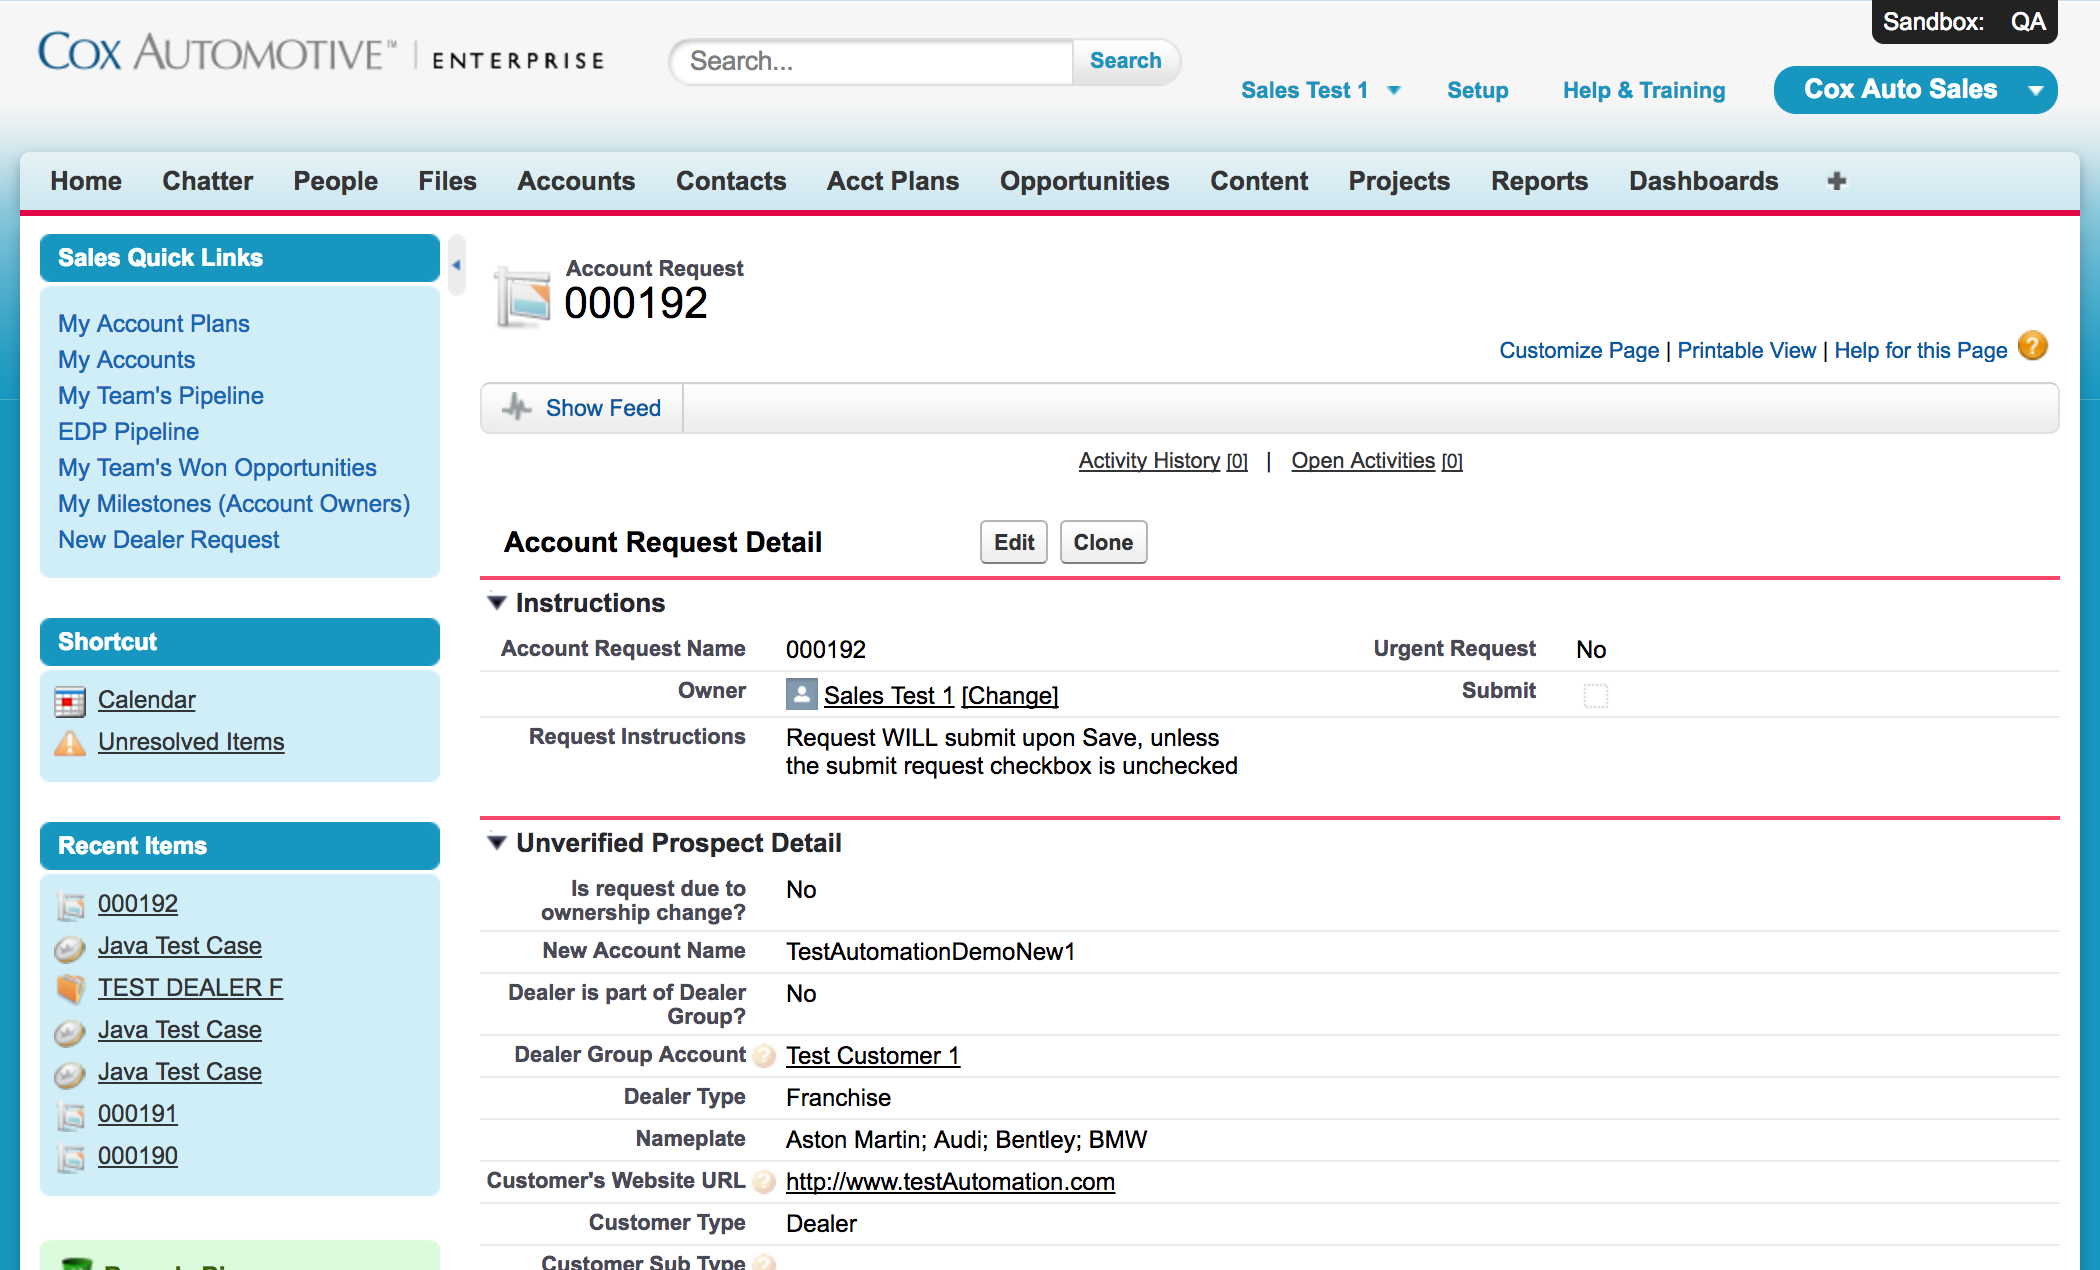 Sandbox: QA
COX AUTOMOTIVE™ | ENTERPRISE
Search...
Search
Sales Test 1
Setup
Help & Training
Cox Auto Sales
Home
Chatter
People
Files
Accounts
Contacts
Acct Plans
Opportunities
Content
Projects
Reports
Dashboards
Sales Quick Links
My Account Plans
My Accounts
My Team's Pipeline
EDP Pipeline
My Team's Won Opportunities
My Milestones (Account Owners)
New Dealer Request
Shortcut
Calendar
Unresolved Items
Recent Items
000192
Java Test Case
TEST DEALER F
Java Test Case
Java Test Case
000191
000190
Account Request
000192
Customize Page | Printable View | Help for this Page ?
Show Feed
Activity History [0] | Open Activities [0]
Account Request Detail
Edit
Clone
Instructions
Account Request Name 000192
Urgent Request No
Owner Sales Test 1 [Change]
Submit
Request Instructions Request WILL submit upon Save, unless
the submit request checkbox is unchecked
Unverified Prospect Detail
Is request due to
ownership change? No
New Account Name TestAutomationDemoNew1
Dealer is part of Dealer
Group? No
Dealer Group Account ? Test Customer 1
Dealer Type Franchise
Nameplate Aston Martin; Audi; Bentley; BMW
Customer's Website URL ? http://www.testAutomation.com
Customer Type Dealer
Customer Sub Type ?